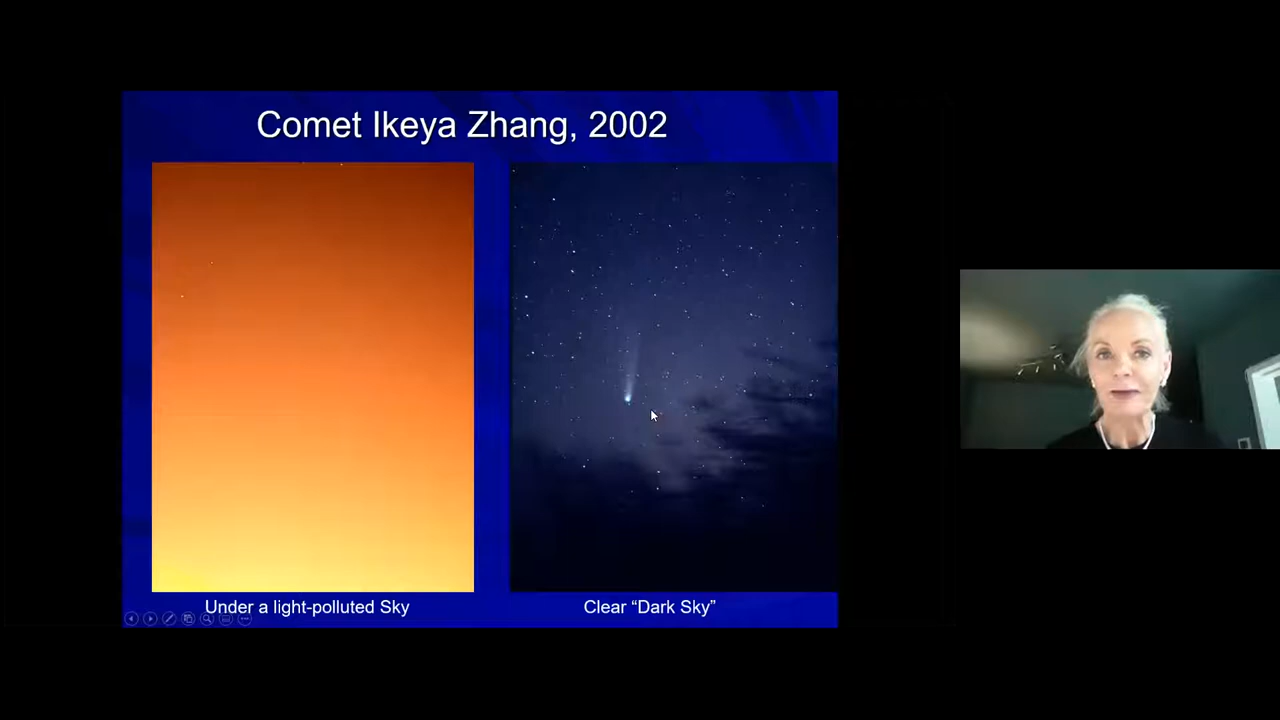 Comet Ikeya Zhang, 2002
Under a light-polluted Sky
Clear “Dark Sky”